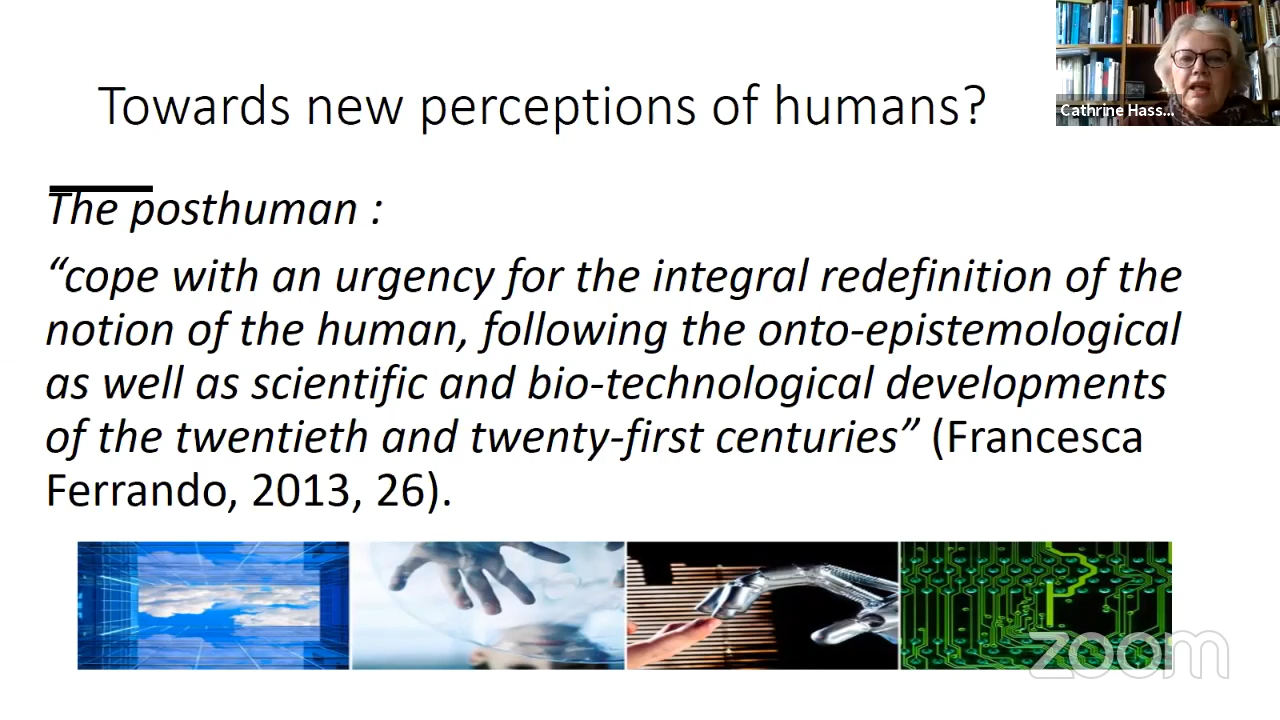 Towards new perceptions of humans?
Cathrine Hass...
The posthuman :
“cope with an urgency for the integral redefinition of the
notion of the human, following the onto-epistemological
as well as scientific and bio-technological developments
of the twentieth and twenty-first centuries” (Francesca
Ferrando, 2013, 26).
zoom